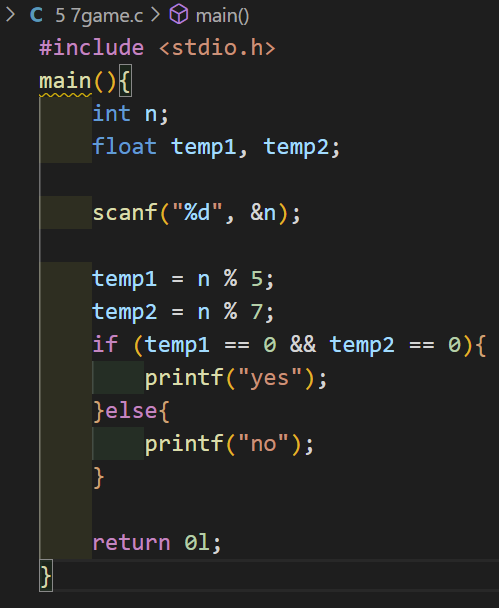 5 7game.c > main()
#include <stdio.h>
main(){
    int n;
    float temp1, temp2;

    scanf("%d", &n);

    temp1 = n % 5;
    temp2 = n % 7;
    if (temp1 == 0 && temp2 == 0){
        printf("yes");
    }else{
        printf("no");
    }

    return 0l;
}